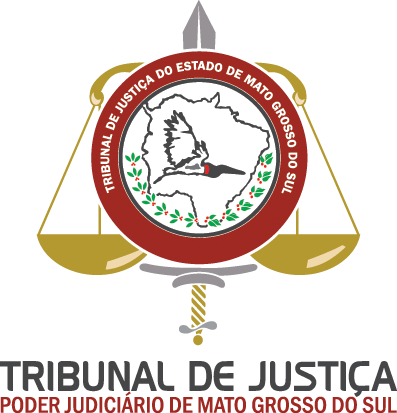 TRIBUNAL DE JUSTIÇA DO ESTADO DE MATO GROSSO DO SUL
TRIBUNAL DE JUSTIÇA
PODER JUDICIÁRIO DE MATO GROSSO DO SUL